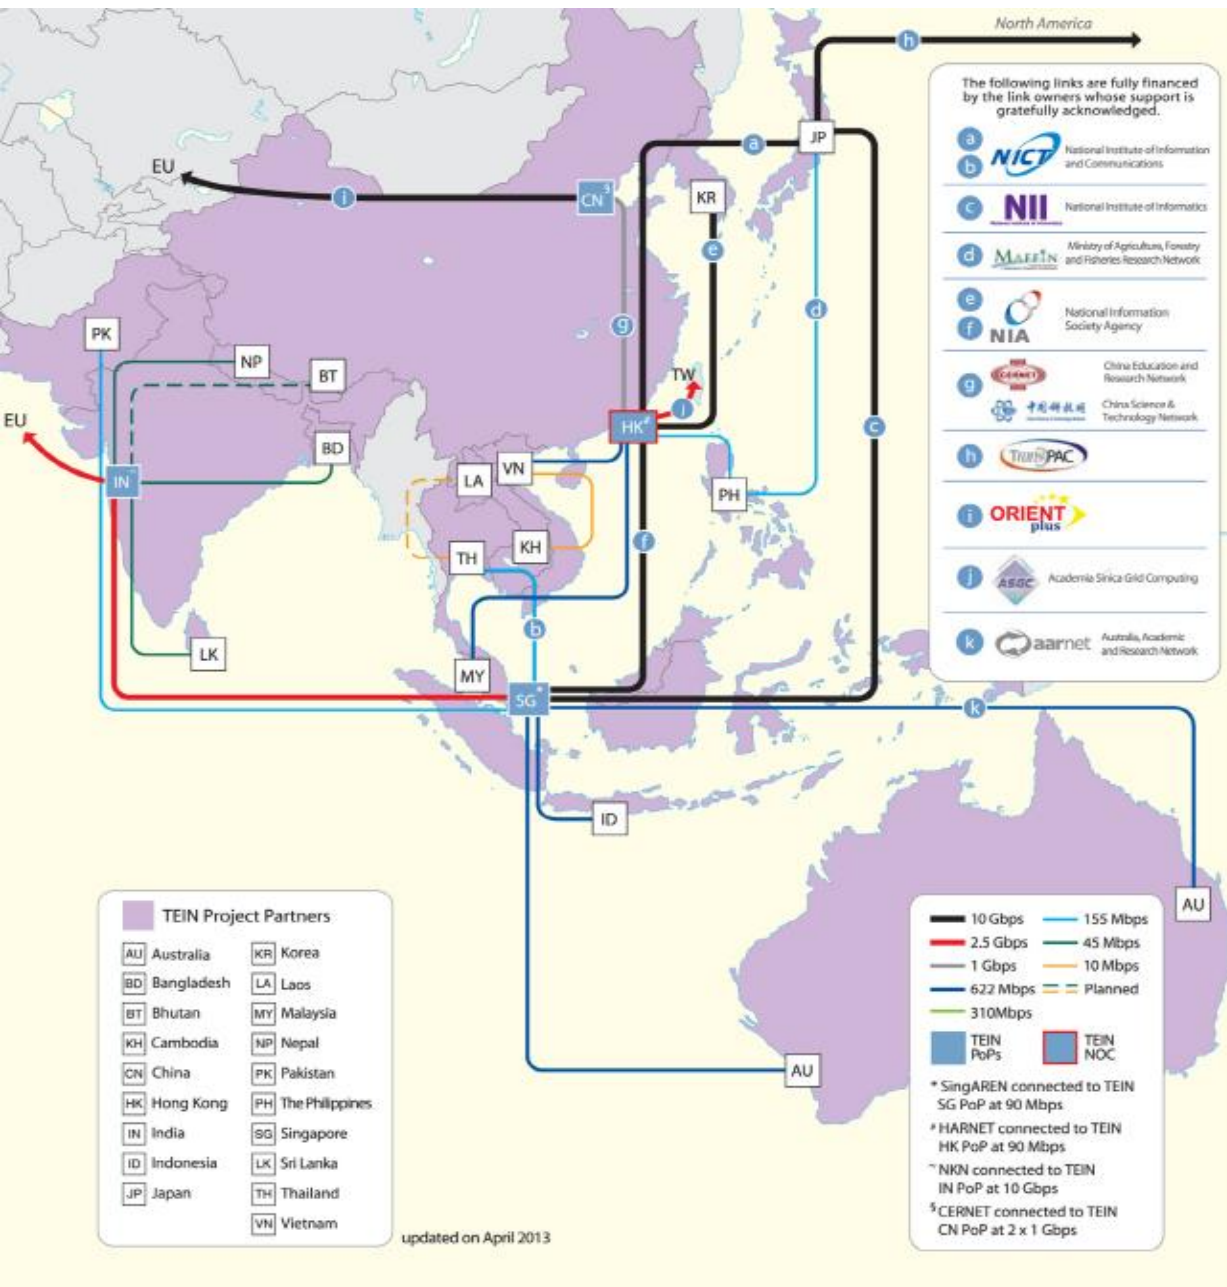 North America
h
The following links are fully financed
by the link owners whose support is
gratefully acknowledged.
a
b
NICT
National Institute of Information
and Communications
c
NII
National Institute of Informatics
d
MAFFIN
Ministry of Agriculture, Forestry
and Fisheries Research Network
e
f
NIA
National Information
Society Agency
g
CERNET
China Education and
Research Network
中国科技网
China Science &
Technology Network
h
TransPAC
i
ORIENT
plus
j
ASGC
Academia Sinica Grid Computing
k
aarnet
Australia, Academic
and Research Network
JP
a
EU
i
CN§
KR
e
g
d
c
PK
NP
BT
TW
j
EU
HK#
BD
IN~
LA
VN
PH
TH
KH
f
b
LK
MY
SG*
k
ID
AU
AU
TEIN Project Partners
AU Australia
BD Bangladesh
BT Bhutan
KH Cambodia
CN China
HK Hong Kong
IN India
ID Indonesia
JP Japan
KR Korea
LA Laos
MY Malaysia
NP Nepal
PK Pakistan
PH The Philippines
SG Singapore
LK Sri Lanka
TH Thailand
VN Vietnam
updated on April 2013
10 Gbps
2.5 Gbps
1 Gbps
622 Mbps
310Mbps
155 Mbps
45 Mbps
10 Mbps
Planned
TEIN
PoPs
TEIN
NOC
* SingAREN connected to TEIN
SG PoP at 90 Mbps
# HARNET connected to TEIN
HK PoP at 90 Mbps
~ NKN connected to TEIN
IN PoP at 10 Gbps
§ CERNET connected to TEIN
CN PoP at 2 x 1 Gbps